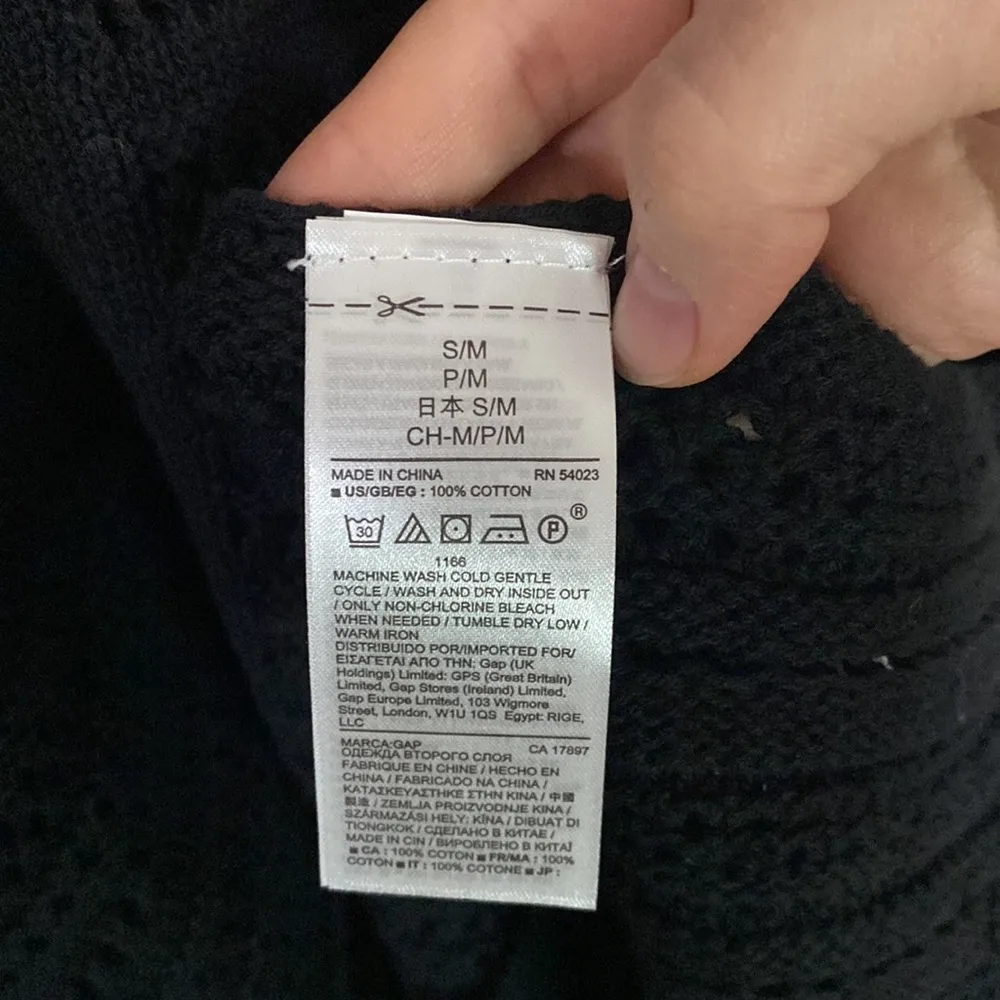 S/M
P/M
日本 S/M
CH-M/P/M
MADE IN CHINA RN 54023
■ US/GB/EG : 100% COTTON
30 P ®
1166
MACHINE WASH COLD GENTLE
CYCLE / WASH AND DRY INSIDE OUT
/ ONLY NON-CHLORINE BLEACH
WHEN NEEDED / TUMBLE DRY LOW /
WARM IRON
DISTRIBUIDO POR/IMPORTED FOR/
ΕΙΣΑΓΕΤΑΙ ΑΠΟ ΤΗΝ: Gap (UK
Holdings) Limited: GPS (Great Britain)
Limited, Gap Stores (Ireland) Limited,
Gap Europe Limited, 103 Wigmore
Street, London, W1U 1QS Egypt: RIGE,
LLC
MARCA:GAP CA 17897
ОДЕЖДА ВТОРОГО СЛОЯ
FABRIQUE EN CHINE / HECHO EN
CHINA / FABRICADO NA CHINA /
ΚΑΤΑΣΚΕΥΑΣΤΗΚΕ ΣΤΗΝ ΚΙΝΑ / 中國
製造 / ZEMLJA PROIZVODNJE KINA /
SZÁRMAZÁSI HELY: KÍNA / DIBUAT DI
TIONGKOK / СДЕЛАНО В КИТАЕ /
MADE IN CIN / ВИРОБЛЕНО В КИТАЇ
■ CA : 100% COTTON ■ FR/MA : 100%
COTON ■ IT : 100% COTONE ■ JP :